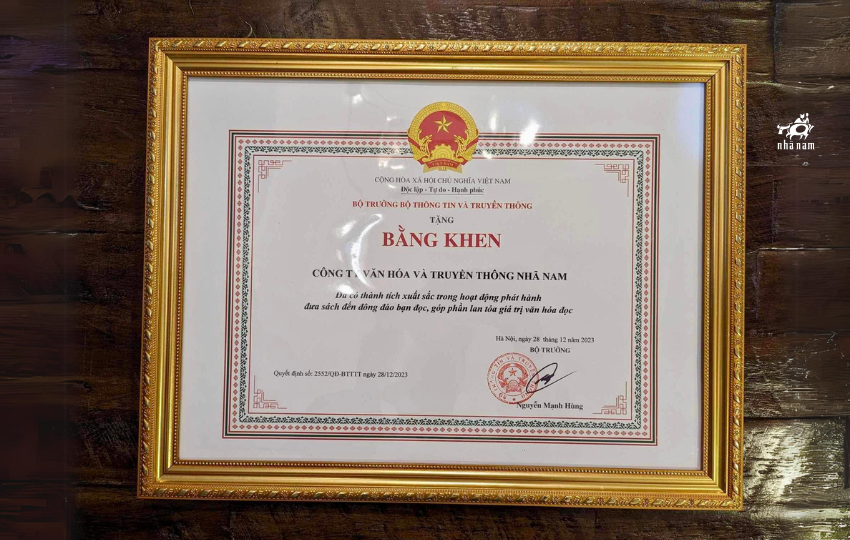 CỘNG HÒA XÃ HỘI CHỦ NGHĨA VIỆT NAM
Độc lập - Tự do - Hạnh phúc
BỘ TRƯỞNG BỘ THÔNG TIN VÀ TRUYỀN THÔNG
TẶNG
BẰNG KHEN
CÔNG TY VĂN HÓA VÀ TRUYỀN THÔNG NHÃ NAM
Đã có thành tích xuất sắc trong hoạt động phát hành
đưa sách đến đông đảo bạn đọc, góp phần lan tỏa giá trị văn hóa đọc
Hà Nội, ngày 28 tháng 12 năm 2023
BỘ TRƯỞNG
Quyết định số: 2552/QĐ-BTTTT ngày 28/12/2023
Nguyễn Mạnh Hùng
nhã nam